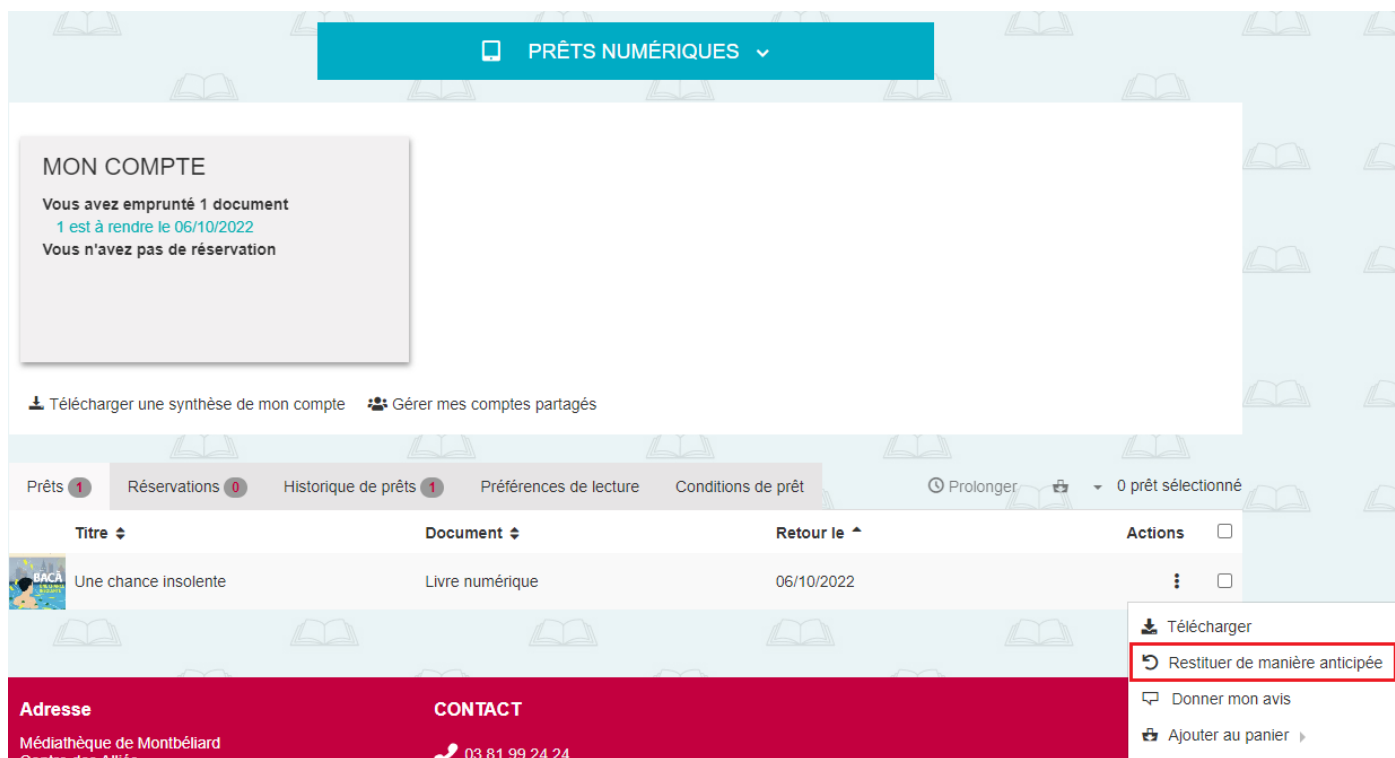 PRÊTS NUMÉRIQUES
MON COMPTE
Vous avez emprunté 1 document
1 est à rendre le 06/10/2022
Vous n'avez pas de réservation
Télécharger une synthèse de mon compte Gérer mes comptes partagés
Prêts 1 Réservations 0 Historique de prêts 1 Préférences de lecture Conditions de prêt Prolonger 0 prêt sélectionné
Titre Document Retour le Actions
BACÀ
Une chance insolente Livre numérique 06/10/2022
Télécharger
Restituer de manière anticipée
Donner mon avis
Ajouter au panier
Adresse CONTACT
Médiathèque de Montbéliard
03 81 99 24 24
Centre des Alliés